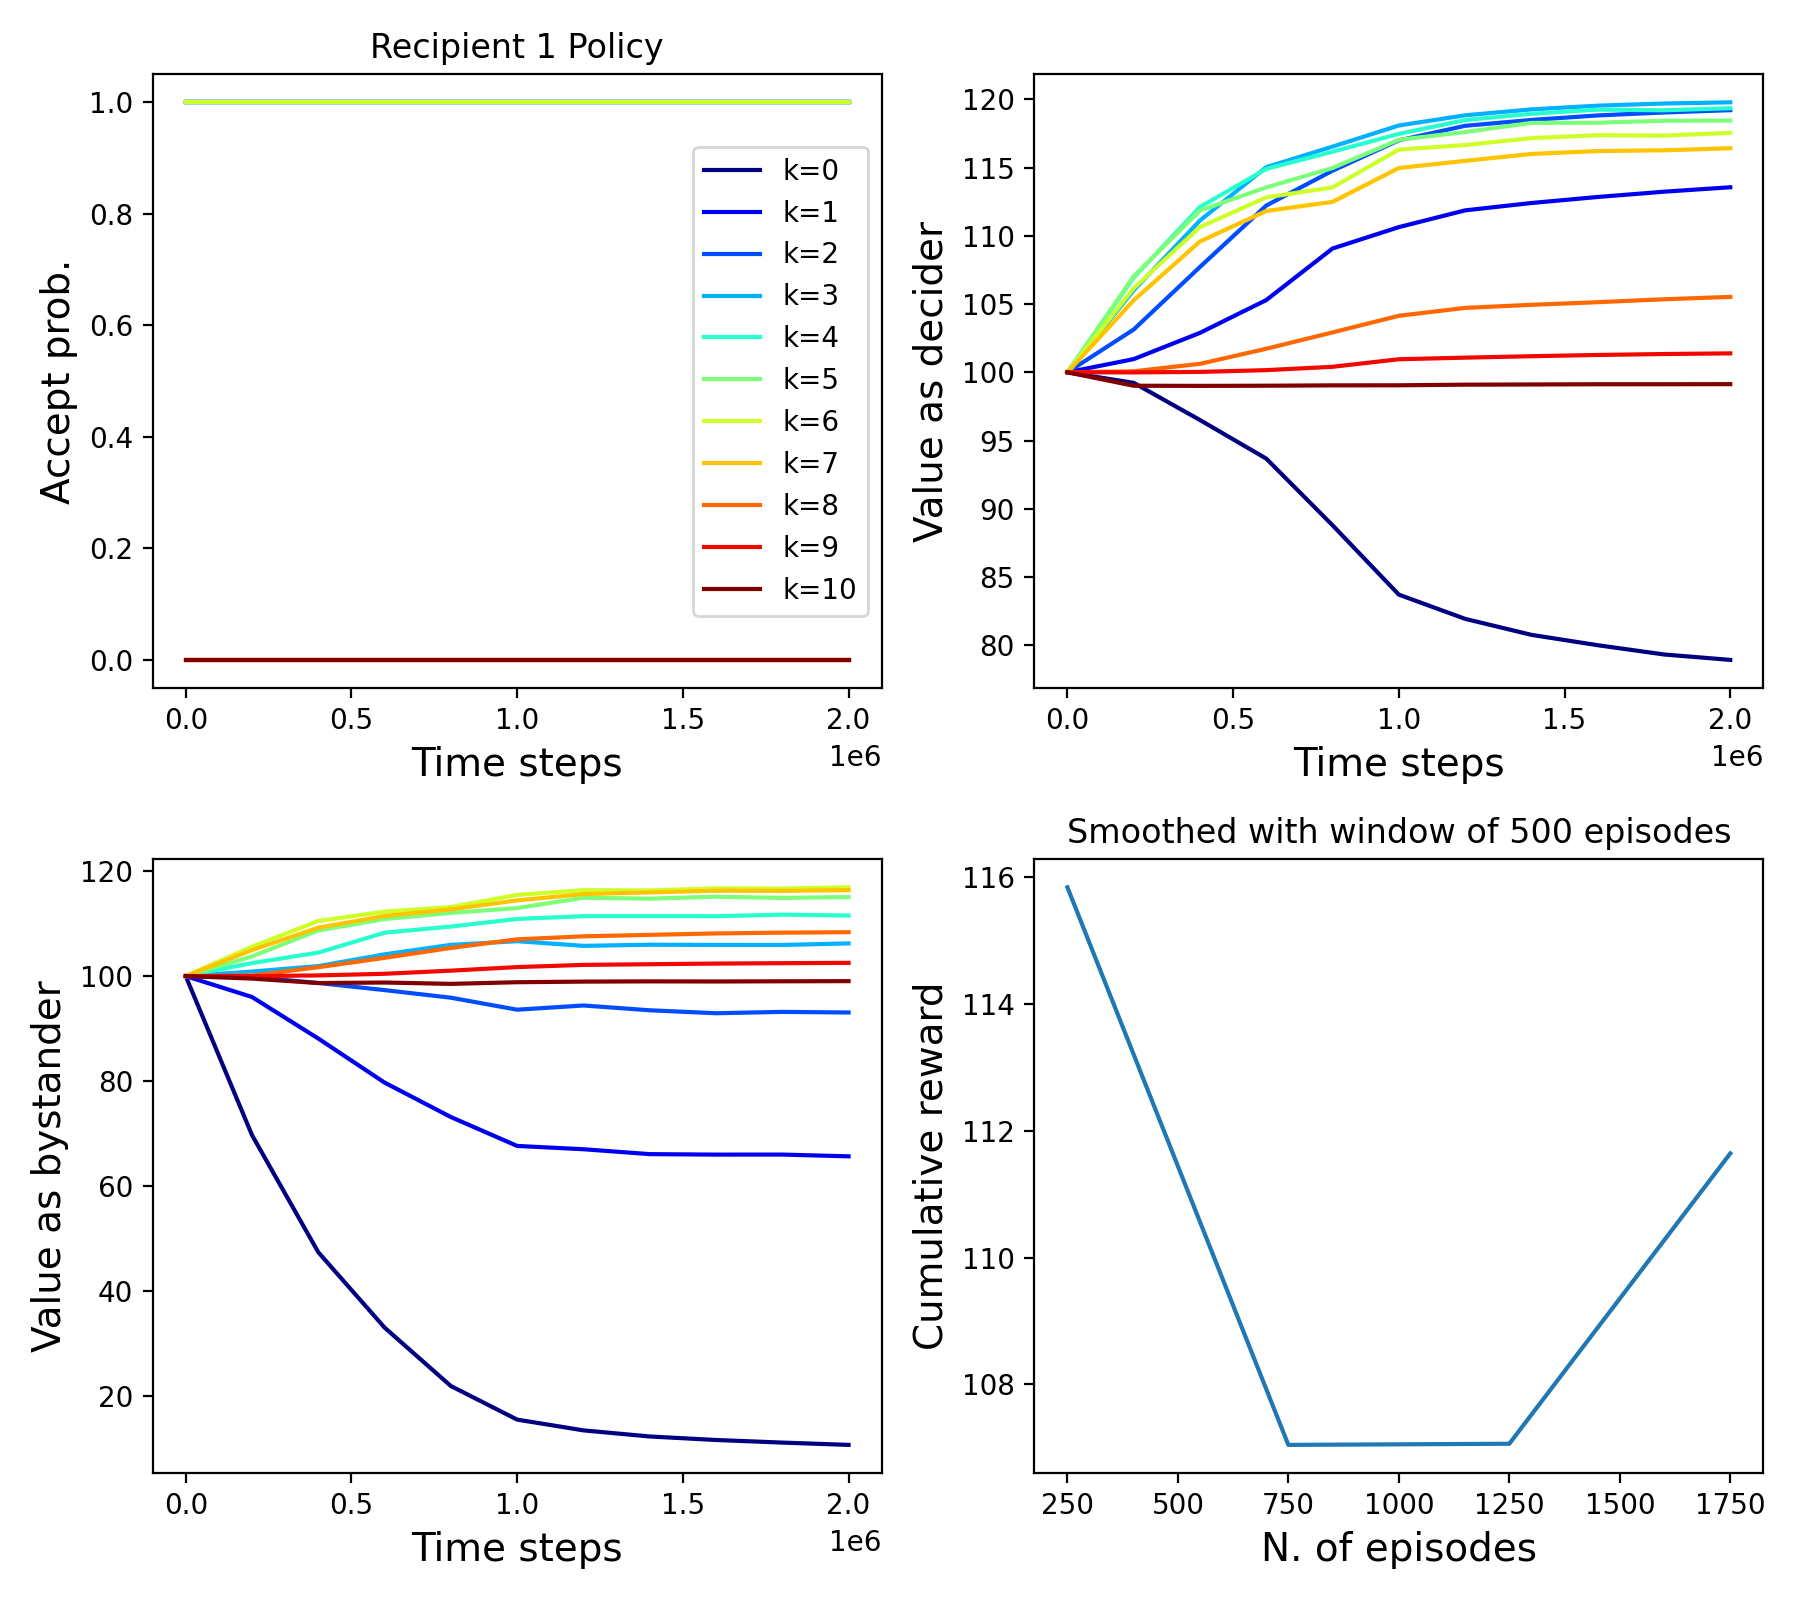 Recipient 1 Policy
Accept prob.
1.0
0.8
0.6
0.4
0.2
0.0
k=0
k=1
k=2
k=3
k=4
k=5
k=6
k=7
k=8
k=9
k=10
0.0 0.5 1.0 1.5 2.0
1e6
Time steps
Value as decider
120
115
110
105
100
95
90
85
80
0.0 0.5 1.0 1.5 2.0
1e6
Time steps
Value as bystander
120
100
80
60
40
20
0.0 0.5 1.0 1.5 2.0
1e6
Time steps
Smoothed with window of 500 episodes
Cumulative reward
116
114
112
110
108
250 500 750 1000 1250 1500 1750
N. of episodes